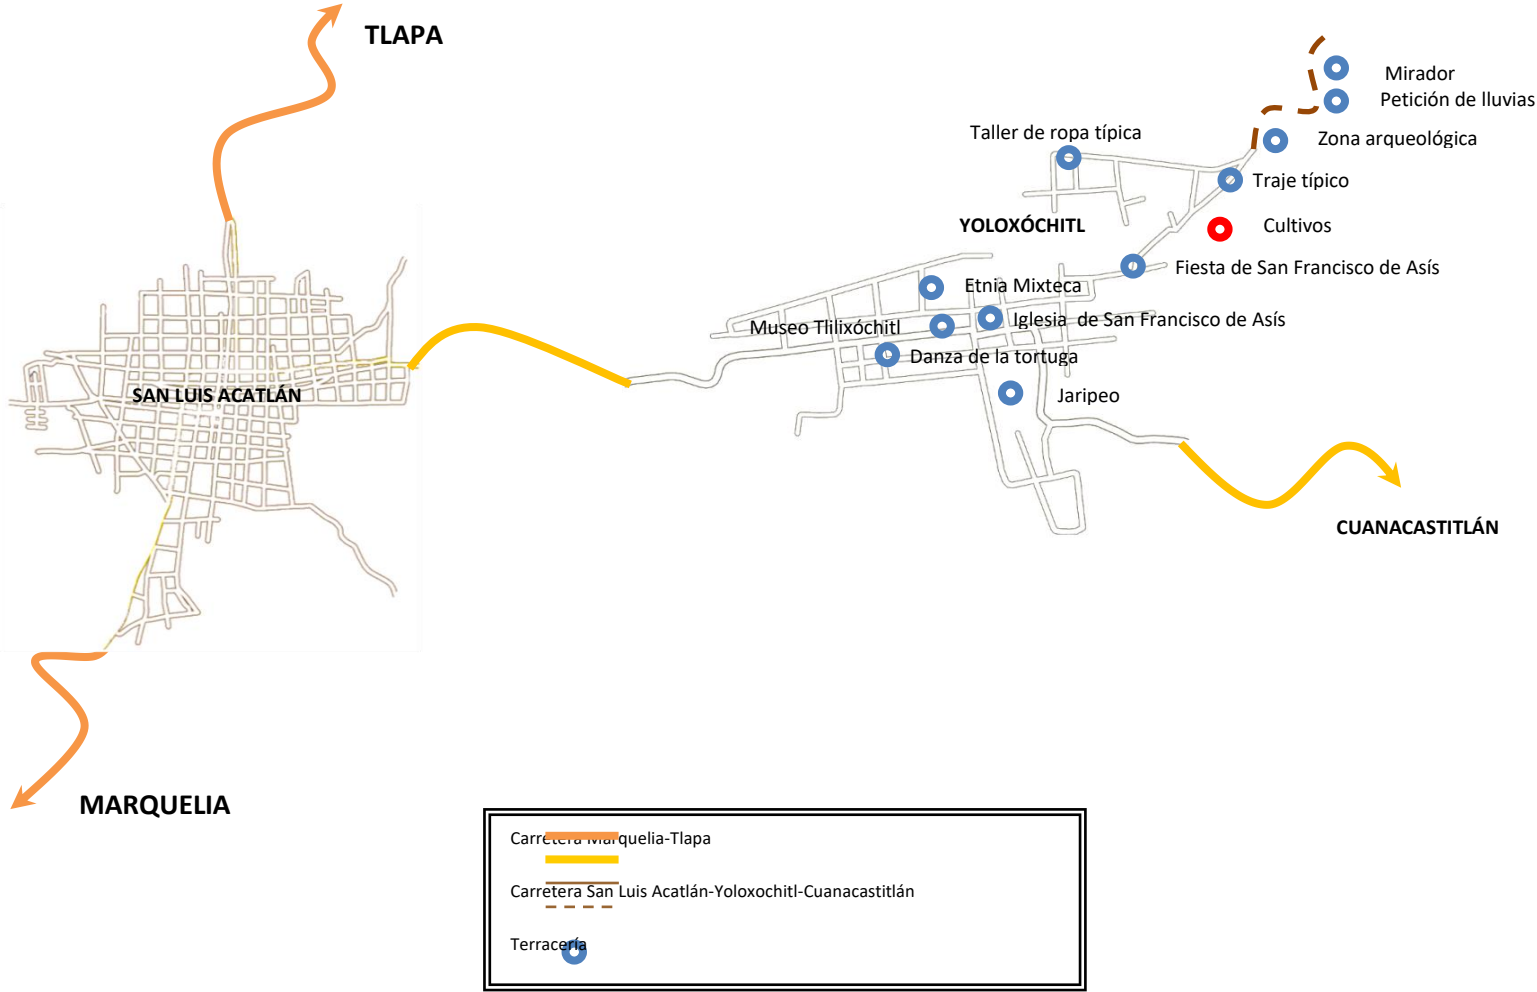 TLAPA
Mirador
Petición de lluvias
Taller de ropa típica
Zona arqueológica
Traje típico
YOLOXÓCHITL
Cultivos
Fiesta de San Francisco de Asís
Etnia Mixteca
Museo Tlilixóchitl
Iglesia de San Francisco de Asís
Danza de la tortuga
SAN LUIS ACATLÁN
Jaripeo
CUANACASTITLÁN
MARQUELIA
Carretera Marquelia-Tlapa
Carretera San Luis Acatlán-Yoloxochitl-Cuanacastitlán
Terracería